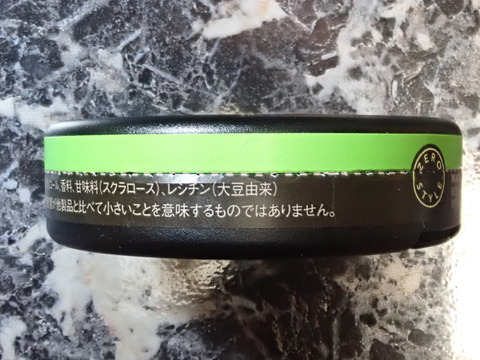 ール、香料、甘味料(スクラロース)、レシチン(大豆由来)
他製品と比べて小さいことを意味するものではありません。
ZERO
STYLE